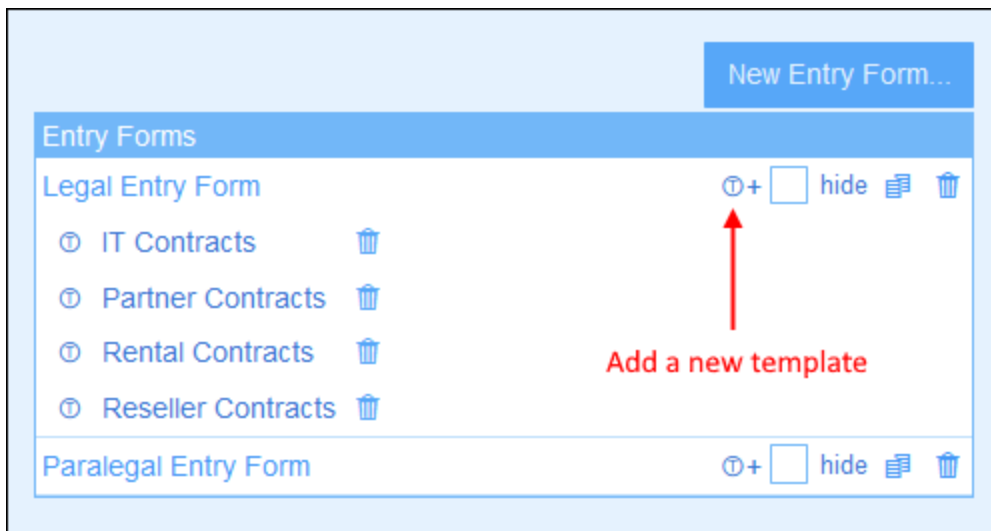 New Entry Form...
Entry Forms
Legal Entry Form Ⓣ+ hide
Ⓣ IT Contracts
Ⓣ Partner Contracts
Ⓣ Rental Contracts
Add a new template
Ⓣ Reseller Contracts
Paralegal Entry Form Ⓣ+ hide